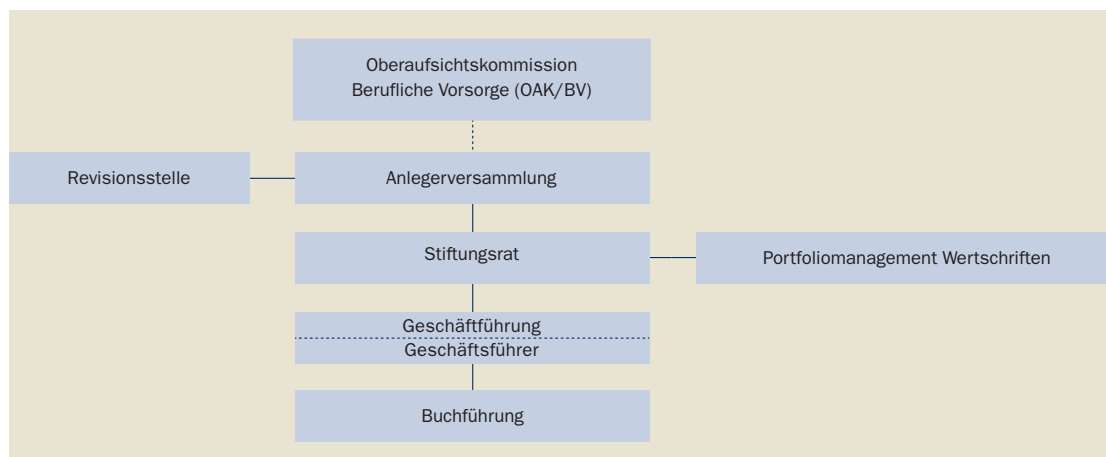 Oberaufsichtskommission
Berufliche Vorsorge (OAK/BV)
Revisionsstelle
Anlegerversammlung
Stiftungsrat
Portfoliomanagement Wertschriften
Geschäftführung
Geschäftsführer
Buchführung